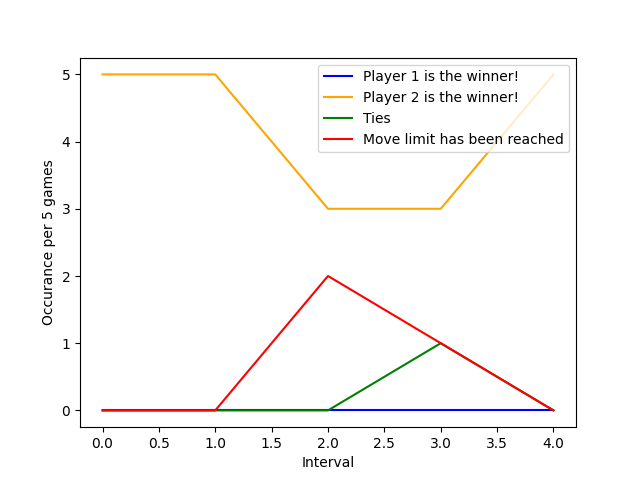 Player 1 is the winner!
Player 2 is the winner!
Ties
Move limit has been reached
Occurance per 5 games
5
4
3
2
1
0
0.0 0.5 1.0 1.5 2.0 2.5 3.0 3.5 4.0
Interval